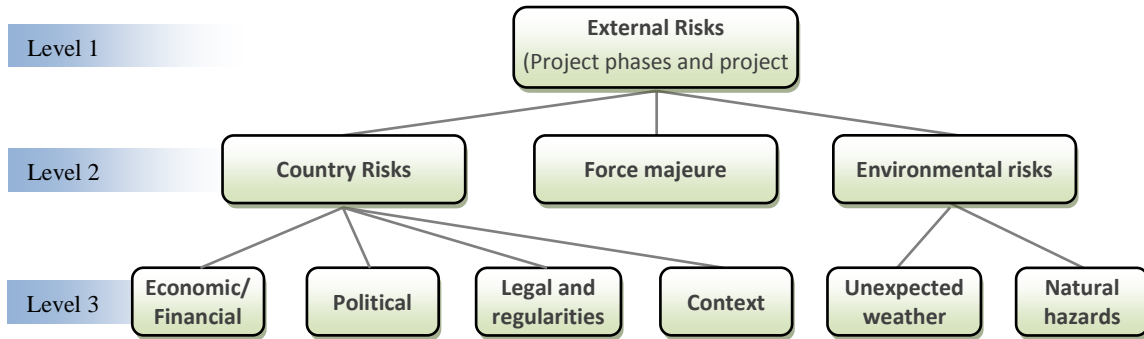 Level 1
External Risks
(Project phases and project
Level 2
Country Risks
Force majeure
Environmental risks
Level 3
Economic/
Financial
Political
Legal and
regularities
Context
Unexpected
weather
Natural
hazards